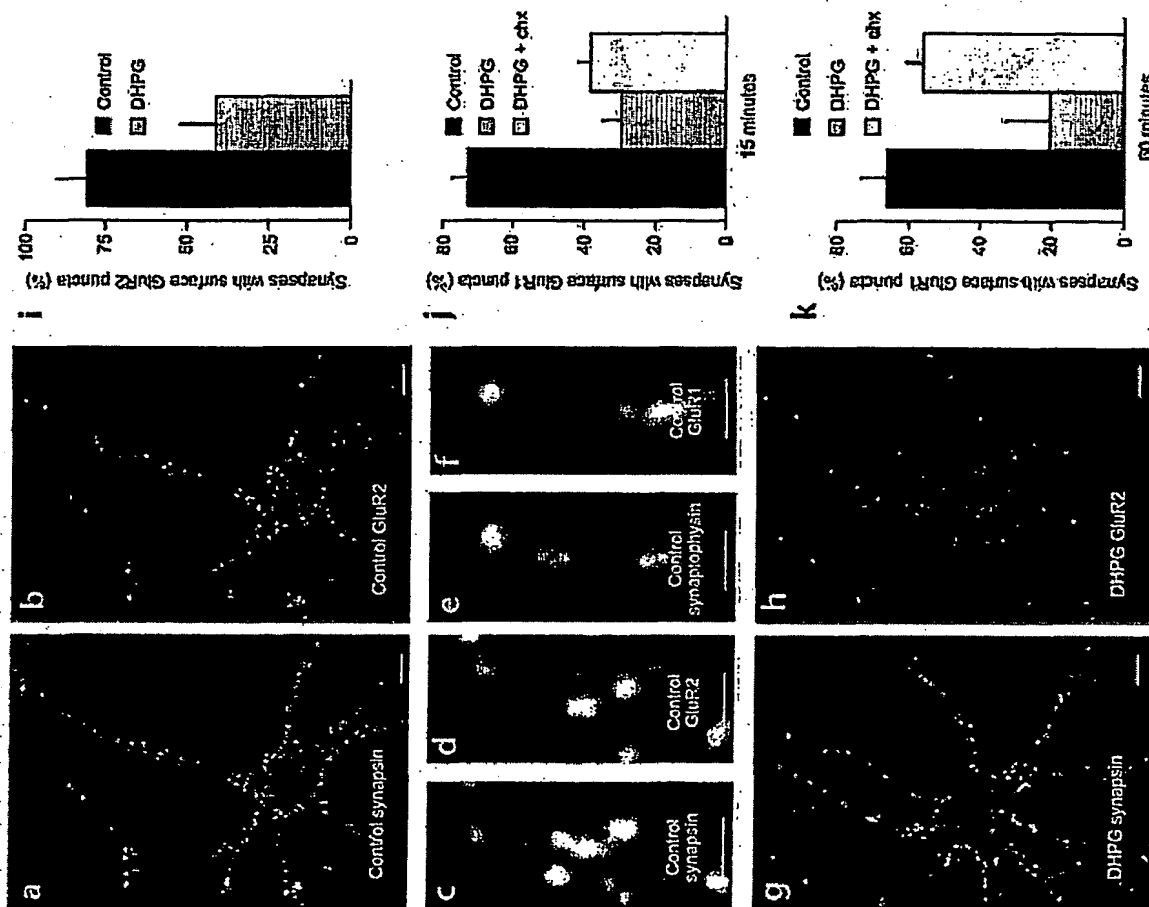 a
Control synapsin
b
Control GluR2
c
Control
synapsin
d
Control
GluR2
e
Control
synaptophysin
f
Control
GluR1
g
DHPG synapsin
h
DHPG GluR2
i
Synapses with surface GluR2 puncta (%)
100
75
50
25
0
Control
DHPG
j
Synapses with surface GluR1 puncta (%)
80
60
40
20
0
Control
DHPG
DHPG + chx
15 minutes
k
Synapses with surface GluR1 puncta (%)
80
60
40
20
0
Control
DHPG
DHPG + chx
60 minutes